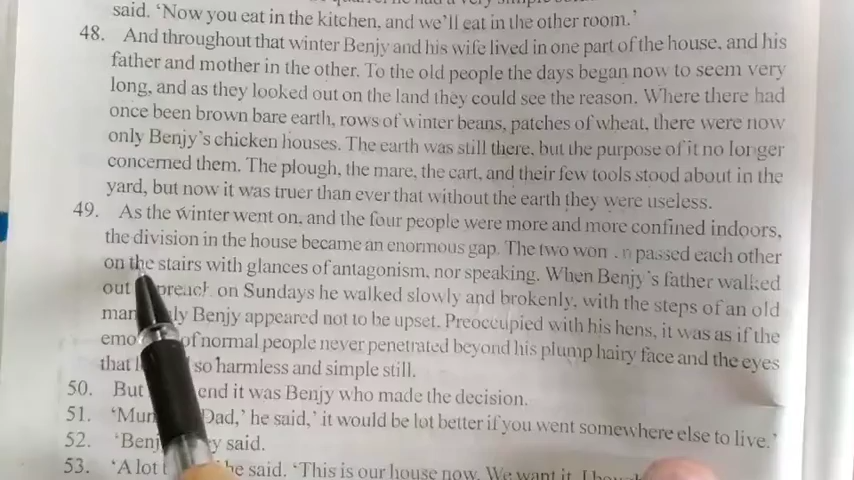 said. 'Now you eat in the kitchen, and we'll eat in the other room.'
48. And throughout that winter Benjy and his wife lived in one part of the house, and his
father and mother in the other. To the old people the days began now to seem very
long, and as they looked out on the land they could see the reason. Where there had
once been brown bare earth, rows of winter beans, patches of wheat, there were now
only Benjy's chicken houses. The earth was still there, but the purpose of it no longer
concerned them. The plough, the mare, the cart, and their few tools stood about in the
yard, but now it was truer than ever that without the earth they were useless.
49. As the winter went on, and the four people were more and more confined indoors,
the division in the house became an enormous gap. The two passed each other
on the stairs with glances of antagonism, nor speaking. When Benjy's father walked
out preach on Sundays he walked slowly and brokenly, with the steps of an old
man Benjy appeared not to be upset. Preoccupied with his hens, it was as if the
of normal people never penetrated beyond his plump hairy face and the eyes
that so harmless and simple still.
50. But end it was Benjy who made the decision.
51. Dad,' he said,' it would be lot better if you went somewhere else to live.'
52. said.
53. 'A lot he said. 'This is our house now. We want it.